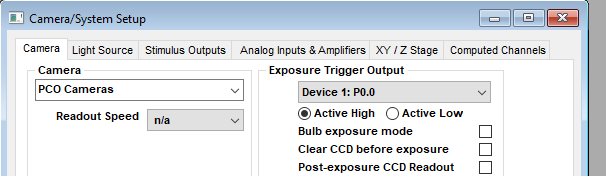 Camera/System Setup
Camera Light Source Stimulus Outputs Analog Inputs & Amplifiers XY / Z Stage Computed Channels
Camera
PCO Cameras
Readout Speed n/a
Exposure Trigger Output
Device 1: P0.0
Active High Active Low
Bulb exposure mode
Clear CCD before exposure
Post-exposure CCD Readout